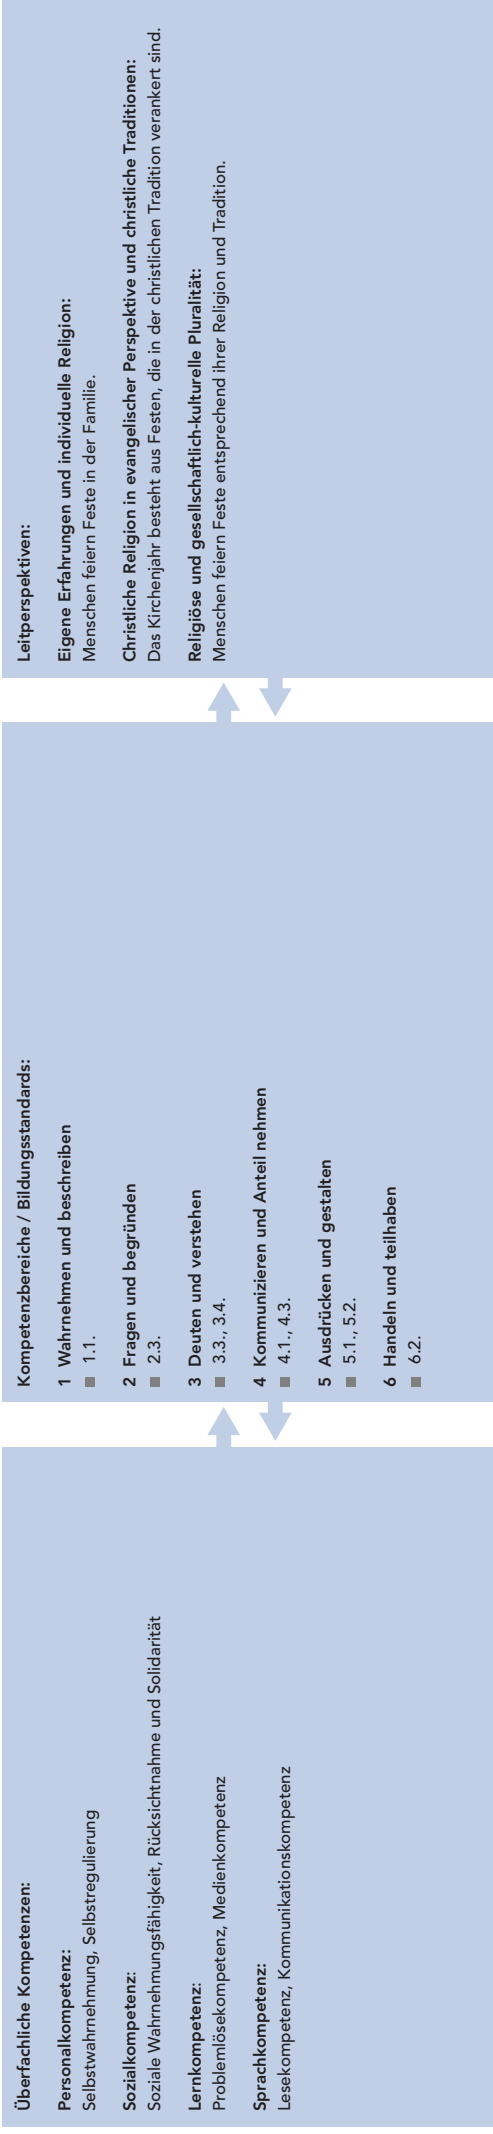 Überfachliche Kompetenzen:
Personalkompetenz:
Selbstwahrnehmung, Selbstregulierung
Sozialkompetenz:
Soziale Wahrnehmungsfähigkeit, Rücksichtnahme und Solidarität
Lernkompetenz:
Problemlösekompetenz, Medienkompetenz
Sprachkompetenz:
Lesekompetenz, Kommunikationskompetenz
Kompetenzbereiche / Bildungsstandards:
1 Wahrnehmen und beschreiben
■ 1.1.
2 Fragen und begründen
■ 2.3.
3 Deuten und verstehen
■ 3.3., 3.4.
4 Kommunizieren und Anteil nehmen
■ 4.1., 4.3.
5 Ausdrücken und gestalten
■ 5.1., 5.2.
6 Handeln und teilhaben
■ 6.2.
Leitperspektiven:
Eigene Erfahrungen und individuelle Religion:
Menschen feiern Feste in der Familie.
Christliche Religion in evangelischer Perspektive und christliche Traditionen:
Das Kirchenjahr besteht aus Festen, die in der christlichen Tradition verankert sind.
Religiöse und gesellschaftlich-kulturelle Pluralität:
Menschen feiern Feste entsprechend ihrer Religion und Tradition.